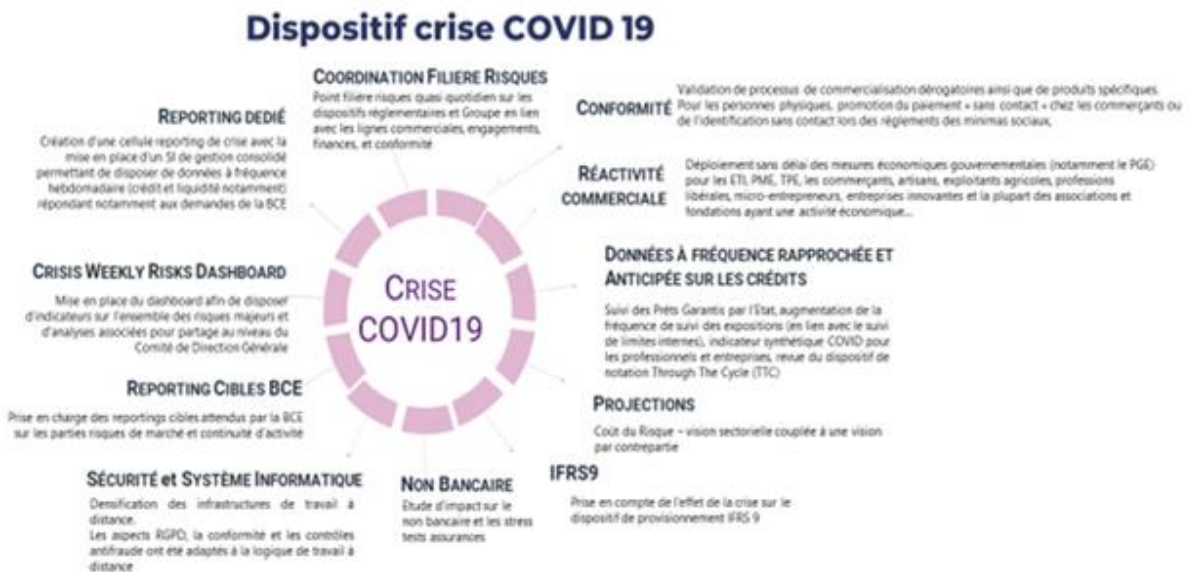 Dispositif crise COVID 19
COORDINATION FILIERE RISQUES
Point filière risques quasi quotidien sur les
dispositifs réglementaires et Groupe en lien
avec les lignes commerciales, engagements,
finances, et conformité
CONFORMITÉ
Validation de processus de commercialisation dérogatoires ainsi que de produits spécifiques.
Pour les personnes physiques, promotion du paiement « sans contact » chez les commerçants ou
de l'identification sans contact lors des règlements des minimas sociaux,
RÉACTIVITÉ
COMMERCIALE
Déploiement sans délai des mesures économiques gouvernementales (notamment le PGE)
pour les ETI, PME, TPE, les commerçants, artisans, exploitants agricoles, professions
libérales, micro-entrepreneurs, entreprises innovantes et la plupart des associations et
fondations ayant une activité économique...
DONNÉES À FRÉQUENCE RAPPROCHÉE ET
ANTICIPÉE SUR LES CRÉDITS
Suivi des Prêts Garantis par l'Etat, augmentation de la
fréquence de suivi des expositions (en lien avec le suivi
de limites internes), indicateur synthétique COVID pour
les professionnels et entreprises, revue du dispositif de
notation Through The Cycle (TTC)
PROJECTIONS
Coût du Risque – vision sectorielle couplée à une vision
par contrepartie
IFRS9
Prise en compte de l'effet de la crise sur le
dispositif de provisionnement IFRS 9
NON BANCAIRE
Etude d'impact sur le
non bancaire et les stress
tests assurances
SÉCURITÉ et SYSTÈME INFORMATIQUE
Densification des infrastructures de travail à
distance.
Les aspects RGPD, la conformité et les contrôles
antifraude ont été adaptés à la logique de travail à
distance
REPORTING CIBLES BCE
Prise en charge des reportings cibles attendus par la BCE
sur les parties risques de marché et continuité d'activité
CRISIS WEEKLY RISKS DASHBOARD
Mise en place du dashboard afin de disposer
d'indicateurs sur l'ensemble des risques majeurs et
d'analyses associées pour partage au niveau du
Comité de Direction Générale
REPORTING DEDIÉ
Création d'une cellule reporting de crise avec la
mise en place d'un SI de gestion consolidé
permettant de disposer de données à fréquence
hebdomadaire (crédit et liquidité notamment)
répondant notamment aux demandes de la BCE
CRISE
COVID19